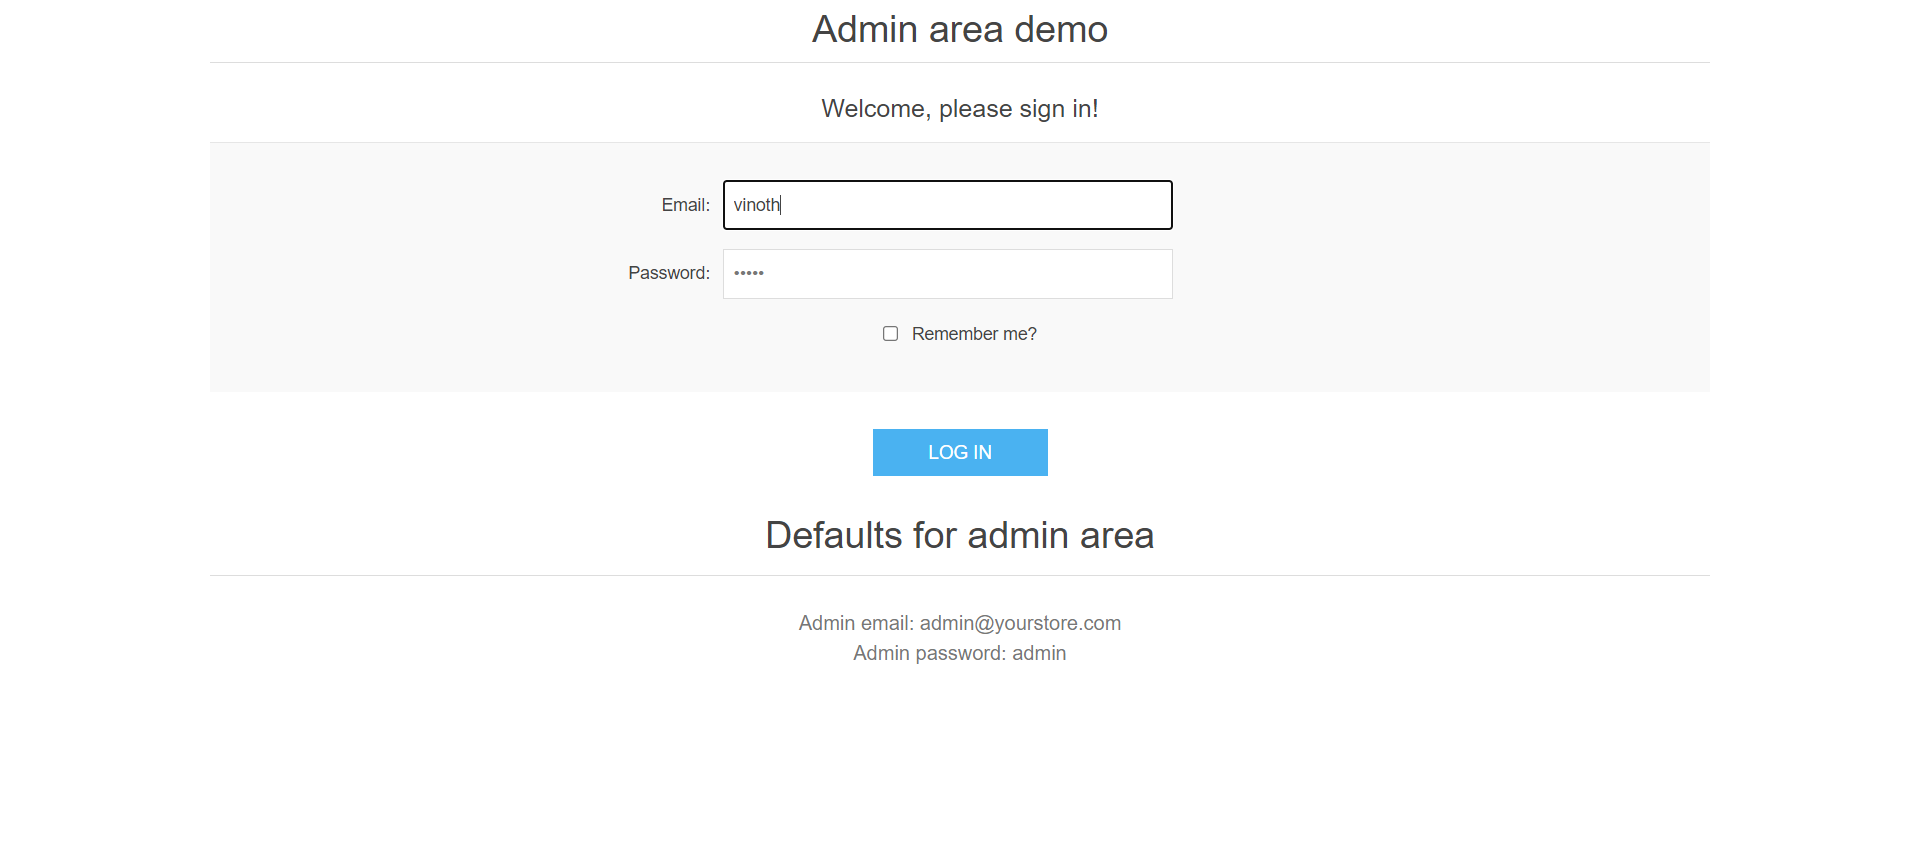 Admin area demo
Welcome, please sign in!
Email: vinoth
Password: •••••
Remember me?
LOG IN
Defaults for admin area
Admin email: admin@yourstore.com
Admin password: admin